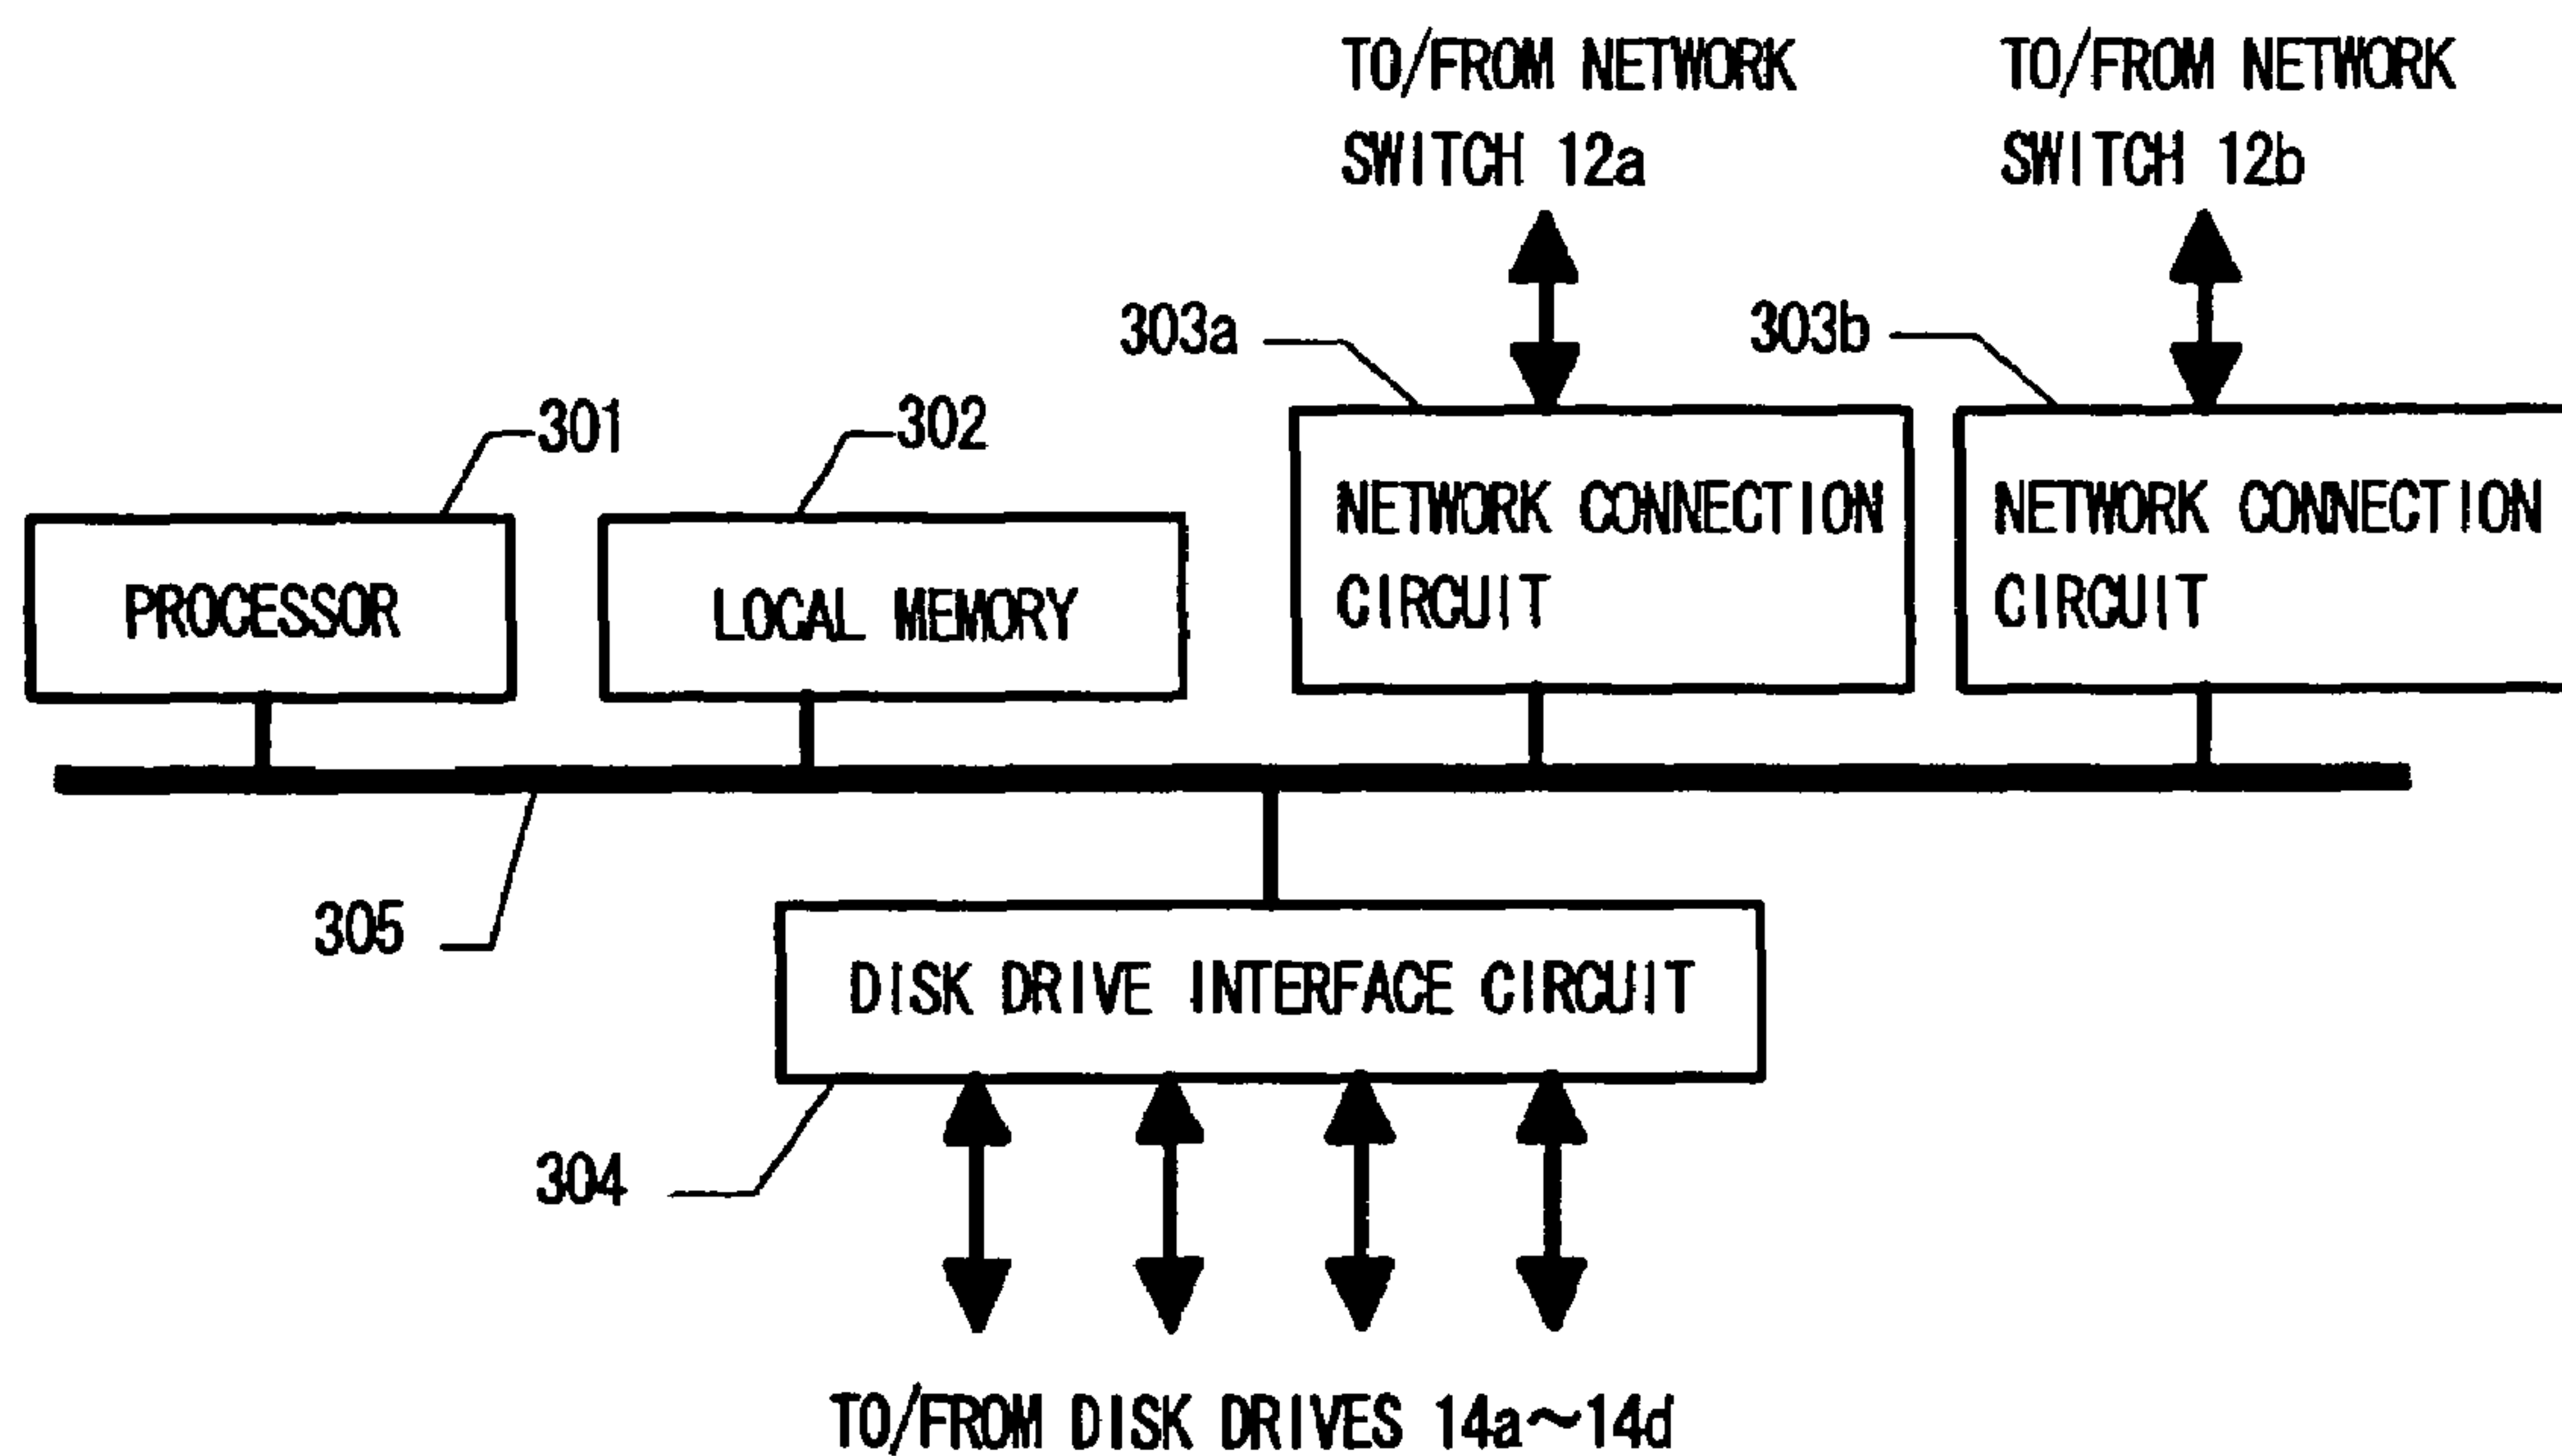 TO/FROM NETWORK
SWITCH 12a
TO/FROM NETWORK
SWITCH 12b
303a
303b
301
302
PROCESSOR
LOCAL MEMORY
NETWORK CONNECTION
CIRCUIT
NETWORK CONNECTION
CIRCUIT
305
DISK DRIVE INTERFACE CIRCUIT
304
TO/FROM DISK DRIVES 14a～14d